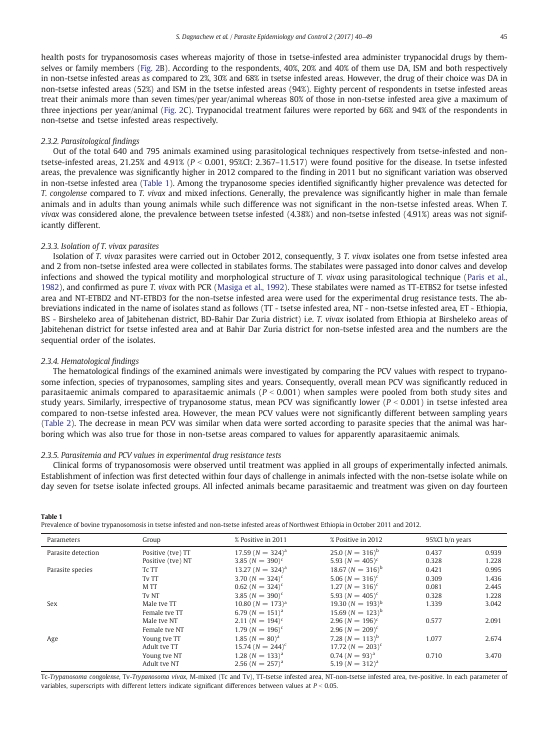 S. Dagnachew et al. / Parasite Epidemiology and Control 2 (2017) 40–49
45
health posts for trypanosomosis cases whereas majority of those in tsetse-infested area administer trypanocidal drugs by them-
selves or family members (Fig. 2B). According to the respondents, 40%, 20% and 40% of them use DA, ISM and both respectively
in non-tsetse infested areas as compared to 2%, 30% and 68% in tsetse infested areas. However, the drug of their choice was DA in
non-tsetse infested areas (52%) and ISM in the tsetse infested areas (94%). Eighty percent of respondents in tsetse infested areas
treat their animals more than seven times/per year/animal whereas 80% of those in non-tsetse infested area give a maximum of
three injections per year/animal (Fig. 2C). Trypanocidal treatment failures were reported by 66% and 94% of the respondents in
non-tsetse and tsetse infested areas respectively.
2.3.2. Parasitological findings
Out of the total 640 and 795 animals examined using parasitological techniques respectively from tsetse-infested and non-
tsetse-infested areas, 21.25% and 4.91% (P < 0.001, 95%CI: 2.367–11.517) were found positive for the disease. In tsetse infested
areas, the prevalence was significantly higher in 2012 compared to the finding in 2011 but no significant variation was observed
in non-tsetse infested area (Table 1). Among the trypanosome species identified significantly higher prevalence was detected for
T. congolense compared to T. vivax and mixed infections. Generally, the prevalence was significantly higher in male than female
animals and in adults than young animals while such difference was not significant in the non-tsetse infested areas. When T.
vivax was considered alone, the prevalence between tsetse infested (4.38%) and non-tsetse infested (4.91%) areas was not signif-
icantly different.
2.3.3. Isolation of T. vivax parasites
Isolation of T. vivax parasites were carried out in October 2012, consequently, 3 T. vivax isolates one from tsetse infested area
and 2 from non-tsetse infested area were collected in stabilates forms. The stabilates were passaged into donor calves and develop
infections and showed the typical motility and morphological structure of T. vivax using parasitological technique (Paris et al.,
1982), and confirmed as pure T. vivax with PCR (Masiga et al., 1992). These stabilates were named as TT-ETBS2 for tsetse infested
area and NT-ETBD2 and NT-ETBD3 for the non-tsetse infested area were used for the experimental drug resistance tests. The ab-
breviations indicated in the name of isolates stand as follows (TT - tsetse infested area, NT - non-tsetse infested area, ET - Ethiopia,
BS - Birsheleko area of Jabitehenan district, BD-Bahir Dar Zuria district) i.e. T. vivax isolated from Ethiopia at Birsheleko areas of
Jabitehenan district for tsetse infested area and at Bahir Dar Zuria district for non-tsetse infested area and the numbers are the
sequential order of the isolates.
2.3.4. Hematological findings
The hematological findings of the examined animals were investigated by comparing the PCV values with respect to trypano-
some infection, species of trypanosomes, sampling sites and years. Consequently, overall mean PCV was significantly reduced in
parasitaemic animals compared to aparasitaemic animals (P < 0.001) when samples were pooled from both study sites and
study years. Similarly, irrespective of trypanosome status, mean PCV was significantly lower (P < 0.001) in tsetse infested area
compared to non-tsetse infested area. However, the mean PCV values were not significantly different between sampling years
(Table 2). The decrease in mean PCV was similar when data were sorted according to parasite species that the animal was har-
boring which was also true for those in non-tsetse areas compared to values for apparently aparasitaemic animals.
2.3.5. Parasitemia and PCV values in experimental drug resistance tests
Clinical forms of trypanosomosis were observed until treatment was applied in all groups of experimentally infected animals.
Establishment of infection was first detected within four days of challenge in animals infected with the non-tsetse isolate while on
day seven for tsetse isolate infected groups. All infected animals became parasitaemic and treatment was given on day fourteen
Table 1
Prevalence of bovine trypanosomosis in tsetse infested and non-tsetse infested areas of Northwest Ethiopia in October 2011 and 2012.
Parameters Group % Positive in 2011 % Positive in 2012 95%CI b/n years
Parasite detection Positive (tve) TT 17.59 (N = 324)ᵃ 25.0 (N = 316)ᵇ 0.437 0.939
Positive (tve) NT 3.85 (N = 390)ᶜ 5.93 (N = 405)ᶜ 0.328 1.228
Parasite species Tc TT 13.27 (N = 324)ᵃ 18.67 (N = 316)ᵇ 0.421 0.995
Tv TT 3.70 (N = 324)ᶜ 5.06 (N = 316)ᶜ 0.309 1.436
M TT 0.62 (N = 324)ᶜ 1.27 (N = 316)ᶜ 0.081 2.445
Tv NT 3.85 (N = 390)ᶜ 5.93 (N = 405)ᶜ 0.328 1.228
Sex Male tve TT 10.80 (N = 173)ᵃ 19.30 (N = 193)ᵇ 1.339 3.042
Female tve TT 6.79 (N = 151)ᵃ 15.69 (N = 123)ᵇ
Male tve NT 2.11 (N = 194)ᶜ 2.96 (N = 196)ᶜ 0.577 2.091
Female tve NT 1.79 (N = 196)ᶜ 2.96 (N = 209)ᶜ
Age Young tve TT 1.85 (N = 80)ᵃ 7.28 (N = 113)ᵇ 1.077 2.674
Adult tve TT 15.74 (N = 244)ᶜ 17.72 (N = 203)ᶜ
Young tve NT 1.28 (N = 133)ᵃ 0.74 (N = 93)ᵃ 0.710 3.470
Adult tve NT 2.56 (N = 257)ᵃ 5.19 (N = 312)ᵃ
Tc-Trypanosoma congolense, Tv-Trypanosoma vivax, M-mixed (Tc and Tv), TT-tsetse infested area, NT-non-tsetse infested area, tve-positive. In each parameter of
variables, superscripts with different letters indicate significant differences between values at P < 0.05.